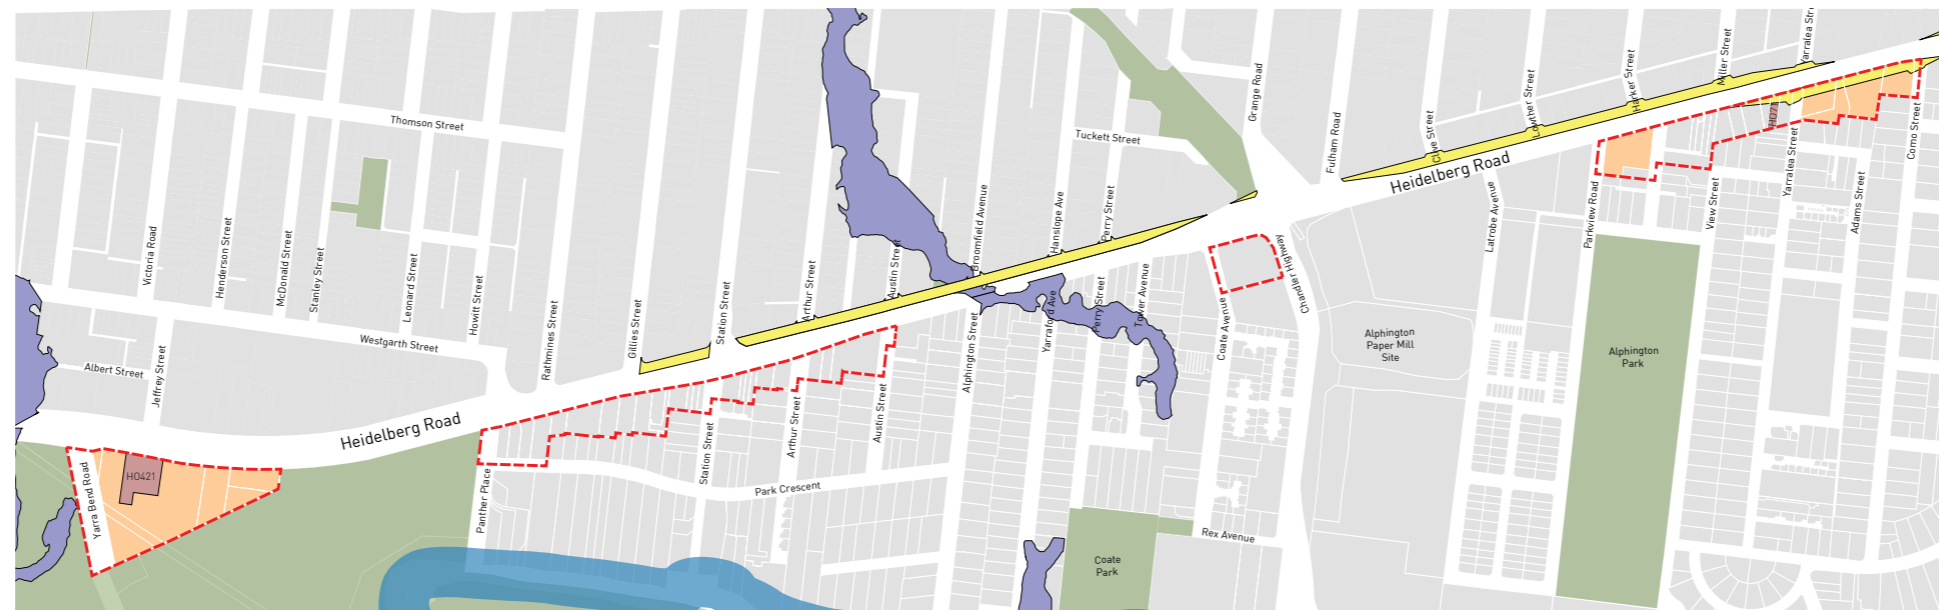 Thomson Street
Victoria Road
Henderson Street
McDonald Street
Stanley Street
Leonard Street
Howitt Street
Rathmines Street
Gillies Street
Station Street
Arthur Street
Austin Street
Broomfield Avenue
Hanslope Ave
Perry Street
Tuckett Street
Grange Road
Fulham Road
Clive Street
Lowther Street
Harker Street
Miller Street
Yarralea Str
Heidelberg Road
HO71
Como Street
Yarralea Street
Adams Street
View Street
Parkview Road
Latrobe Avenue
Chandler Highway
Coate Avenue
Tower Avenue
Perry Street
Yarraford Ave
Alphington Street
Westgarth Street
Albert Street
Jeffrey Street
Heidelberg Road
Alphington
Paper Mill
Site
Alphington
Park
Austin Street
Arthur Street
Station Street
Park Crescent
Panther Place
Yarra Bend Road
HO421
Rex Avenue
Coate
Park